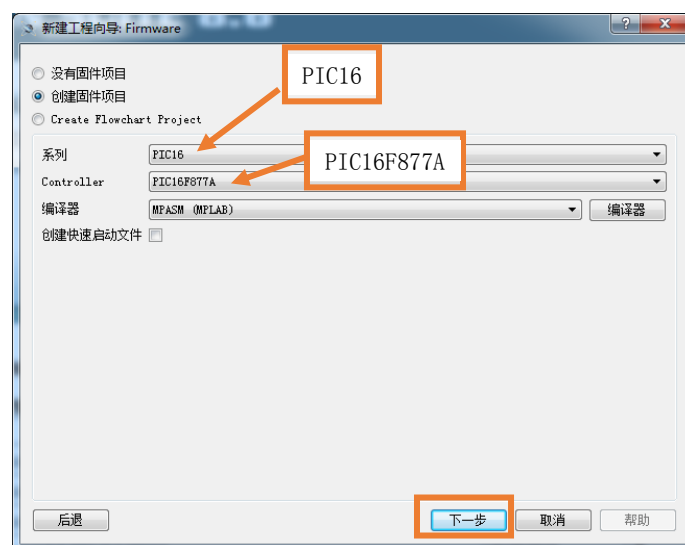 新建工程向导: Firmware
没有固件项目
PIC16
创建固件项目
Create Flowchart Project
系列 PIC16
PIC16F877A
Controller PIC16F877A
编译器 MPASM (MPLAB) 编译器
创建快速启动文件
后退 下一步 取消 帮助